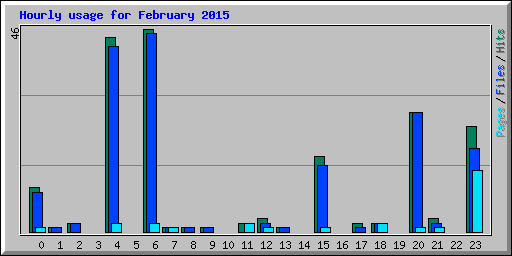 Hourly usage for February 2015
46
Pages/Files/Hits
0 1 2 3 4 5 6 7 8 9 10 11 12 13 14 15 16 17 18 19 20 21 22 23